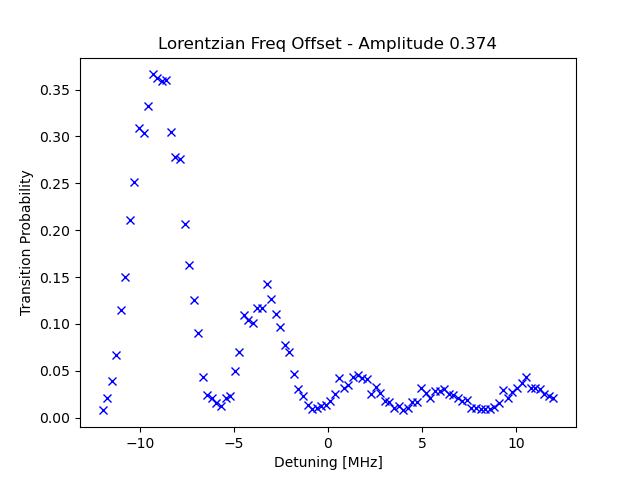 Lorentzian Freq Offset - Amplitude 0.374
Transition Probability
0.35
0.30
0.25
0.20
0.15
0.10
0.05
0.00
−10 −5 0 5 10
Detuning [MHz]